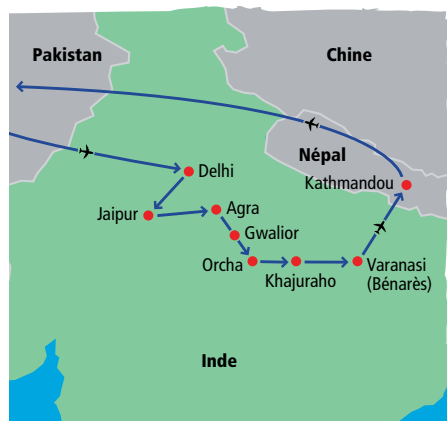 Pakistan
Chine
Népal
Kathmandou
Delhi
Jaipur
Agra
Gwalior
Orcha
Khajuraho
Varanasi
(Bénarès)
Inde